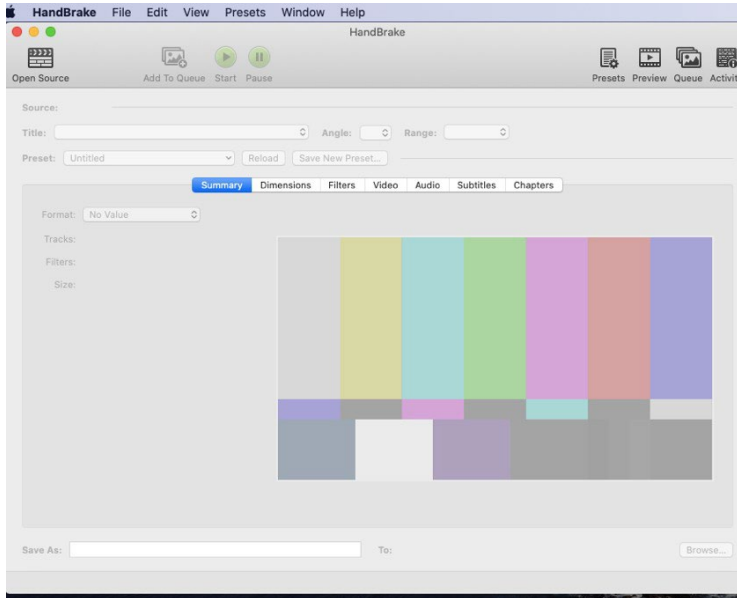 HandBrake File Edit View Presets Window Help
HandBrake
Open Source Add To Queue Start Pause Presets Preview Queue Activit
Source:
Title: Angle: Range:
Preset: Untitled Reload Save New Preset...
Summary Dimensions Filters Video Audio Subtitles Chapters
Format: No Value
Tracks:
Filters:
Size:
Save As: To: Browse...